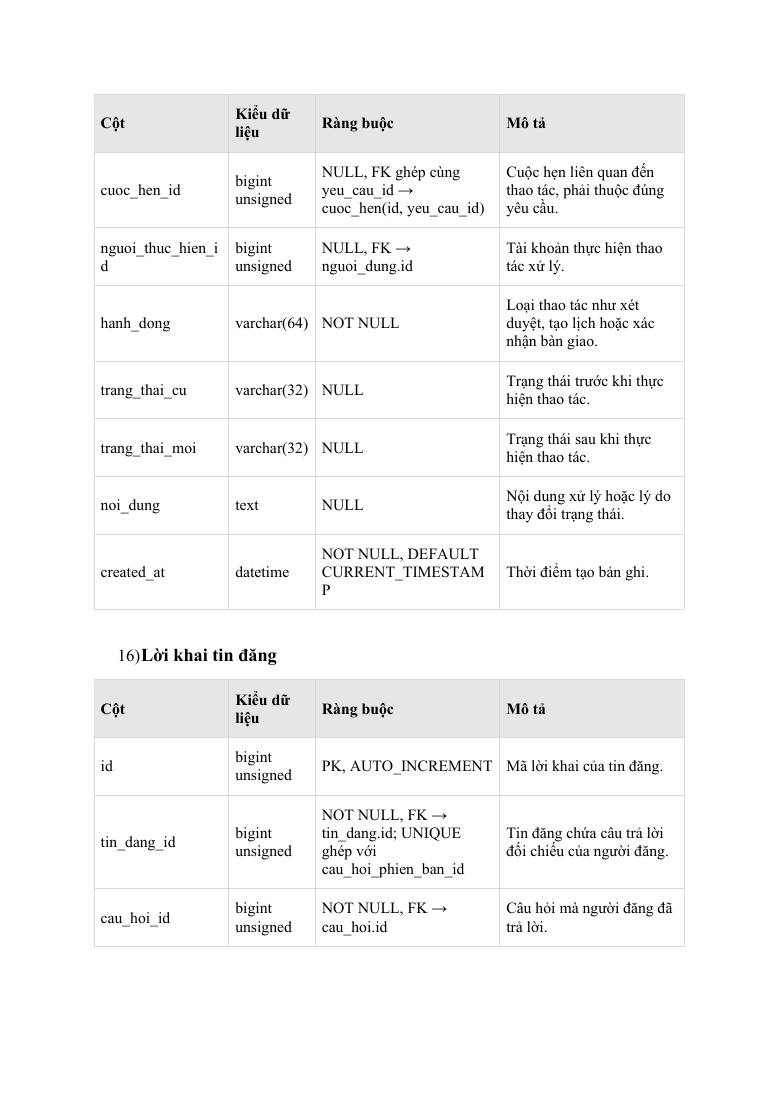 Cột
Kiểu dữ
liệu
Ràng buộc
Mô tả
cuoc_hen_id
bigint
unsigned
NULL, FK ghép cùng
yeu_cau_id →
cuoc_hen(id, yeu_cau_id)
Cuộc hẹn liên quan đến
thao tác, phải thuộc đúng
yêu cầu.
nguoi_thuc_hien_i
d
bigint
unsigned
NULL, FK →
nguoi_dung.id
Tài khoản thực hiện thao
tác xử lý.
hanh_dong
varchar(64)
NOT NULL
Loại thao tác như xét
duyệt, tạo lịch hoặc xác
nhận bàn giao.
trang_thai_cu
varchar(32)
NULL
Trạng thái trước khi thực
hiện thao tác.
trang_thai_moi
varchar(32)
NULL
Trạng thái sau khi thực
hiện thao tác.
noi_dung
text
NULL
Nội dung xử lý hoặc lý do
thay đổi trạng thái.
created_at
datetime
NOT NULL, DEFAULT
CURRENT_TIMESTAM
P
Thời điểm tạo bản ghi.
16)Lời khai tin đăng
Cột
Kiểu dữ
liệu
Ràng buộc
Mô tả
id
bigint
unsigned
PK, AUTO_INCREMENT
Mã lời khai của tin đăng.
tin_dang_id
bigint
unsigned
NOT NULL, FK →
tin_dang.id; UNIQUE
ghép với
cau_hoi_phien_ban_id
Tin đăng chứa câu trả lời
đối chiếu của người đăng.
cau_hoi_id
bigint
unsigned
NOT NULL, FK →
cau_hoi.id
Câu hỏi mà người đăng đã
trả lời.